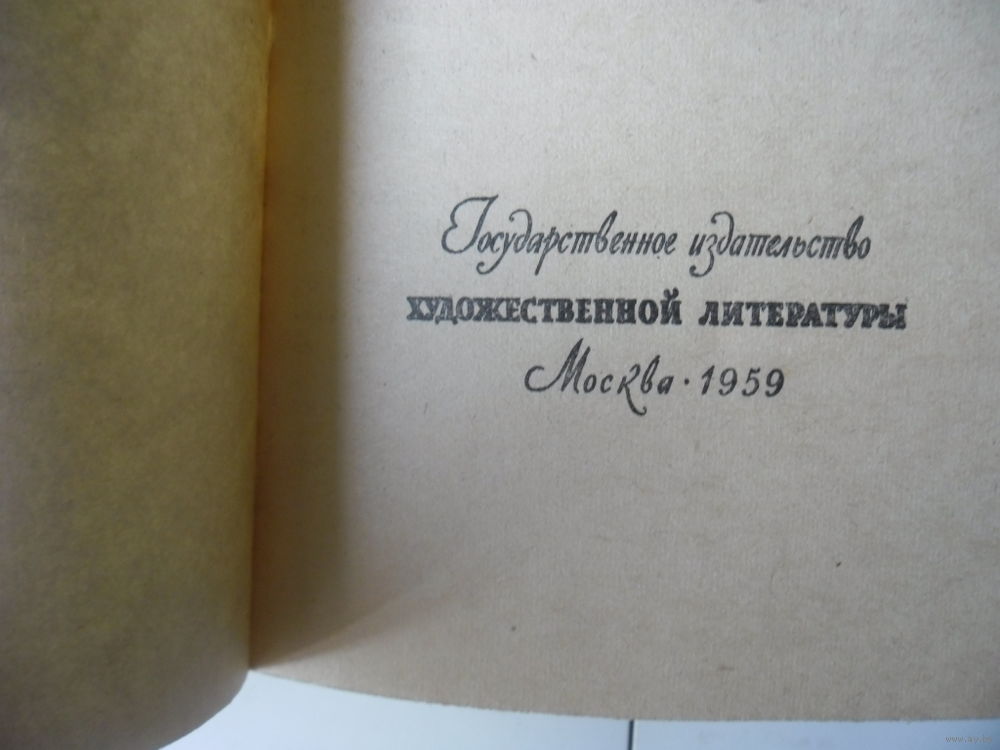 Государственное издательство
ХУДОЖЕСТВЕННОЙ ЛИТЕРАТУРЫ
Москва · 1959